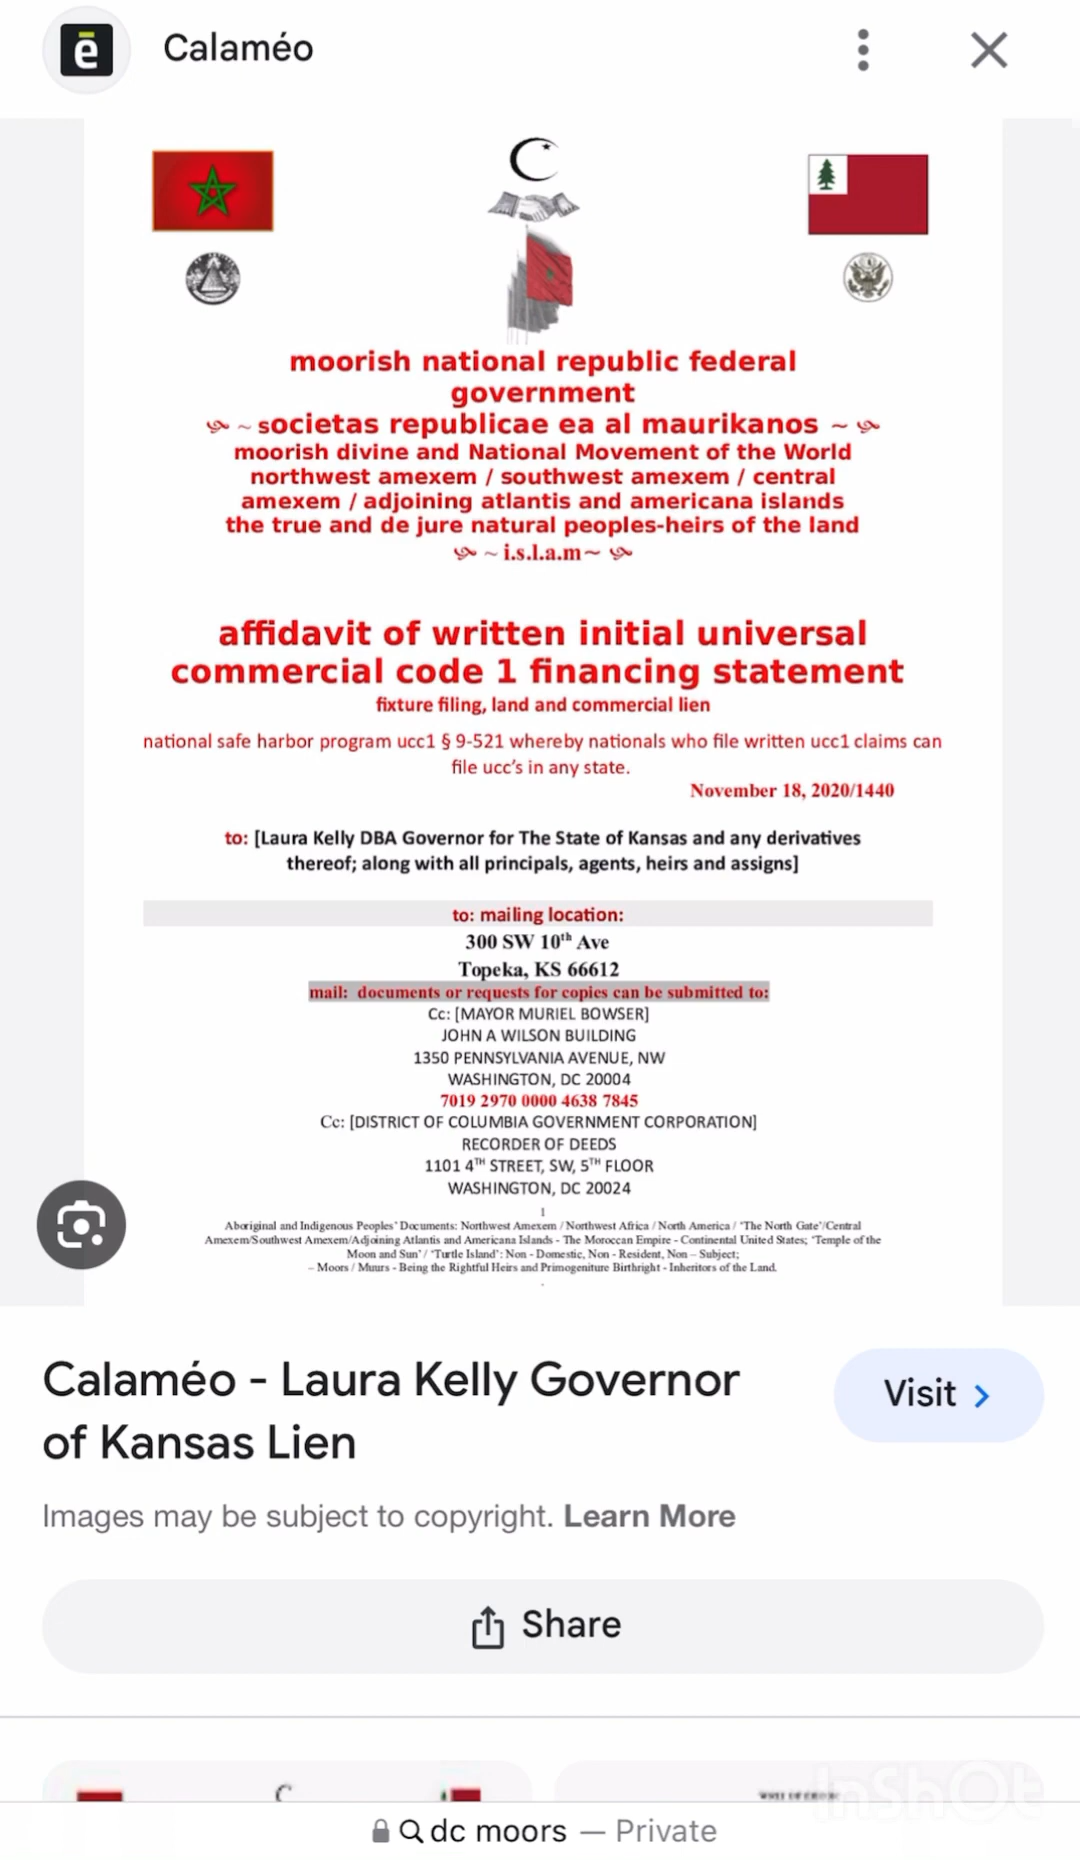 ē Calaméo
moorish national republic federal
government
~ societas republicae ea al maurikanos ~
moorish divine and National Movement of the World
northwest amexem / southwest amexem / central
amexem / adjoining atlantis and americana islands
the true and de jure natural peoples-heirs of the land
~ i.s.l.a.m~
affidavit of written initial universal
commercial code 1 financing statement
fixture filing, land and commercial lien
national safe harbor program ucc1 § 9-521 whereby nationals who file written ucc1 claims can
file ucc's in any state.
November 18, 2020/1440
to: [Laura Kelly DBA Governor for The State of Kansas and any derivatives
thereof; along with all principals, agents, heirs and assigns]
to: mailing location:
300 SW 10th Ave
Topeka, KS 66612
mail: documents or requests for copies can be submitted to:
Cc: [MAYOR MURIEL BOWSER]
JOHN A WILSON BUILDING
1350 PENNSYLVANIA AVENUE, NW
WASHINGTON, DC 20004
7019 2970 0000 4638 7845
Cc: [DISTRICT OF COLUMBIA GOVERNMENT CORPORATION]
RECORDER OF DEEDS
1101 4TH STREET, SW, 5TH FLOOR
WASHINGTON, DC 20024
1
Aboriginal and Indigenous Peoples' Documents: Northwest Amexem / Northwest Africa / North America / 'The North Gate'/Central
Amexem/Southwest Amexem/Adjoining Atlantis and Americana Islands - The Moroccan Empire - Continental United States; 'Temple of the
Moon and Sun' / 'Turtle Island': Non - Domestic, Non - Resident, Non – Subject;
– Moors / Muurs - Being the Rightful Heirs and Primogeniture Birthright - Inheritors of the Land.
Calaméo - Laura Kelly Governor
of Kansas Lien
Visit
Images may be subject to copyright. Learn More
Share
InShOt
dc moors — Private